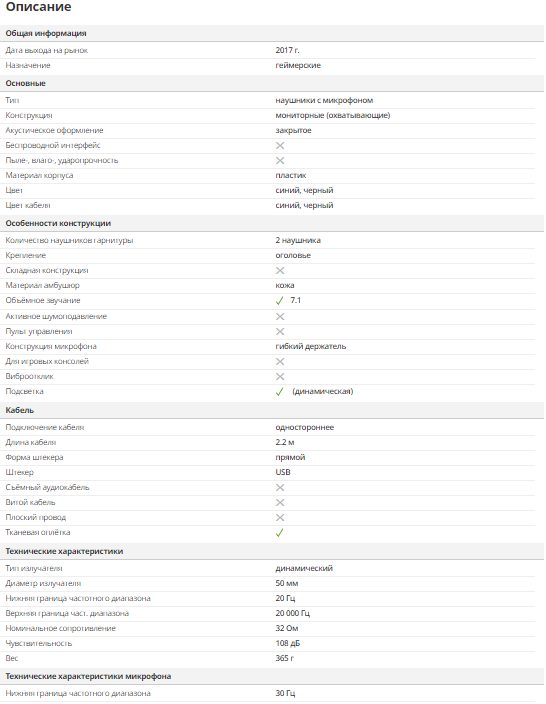 Описание
Общая информация
Дата выхода на рынок 2017 г.
Назначение геймерские
Основные
Тип наушники с микрофоном
Конструкция мониторные (охватывающие)
Акустическое оформление закрытое
Беспроводной интерфейс
Пыле-, влаго-, ударопрочность
Материал корпуса пластик
Цвет синий, черный
Цвет кабеля синий, черный
Особенности конструкции
Количество наушников гарнитуры 2 наушника
Крепление оголовье
Складная конструкция
Материал амбушюр кожа
Объёмное звучание 7.1
Активное шумоподавление
Пульт управления
Конструкция микрофона гибкий держатель
Для игровых консолей
Виброотклик
Подсветка (динамическая)
Кабель
Подключение кабеля одностороннее
Длина кабеля 2.2 м
Форма штекера прямой
Штекер USB
Съёмный аудиокабель
Витой кабель
Плоский провод
Тканевая оплётка
Технические характеристики
Тип излучателя динамический
Диаметр излучателя 50 мм
Нижняя граница частотного диапазона 20 Гц
Верхняя граница част. диапазона 20 000 Гц
Номинальное сопротивление 32 Ом
Чувствительность 108 дБ
Вес 365 г
Технические характеристики микрофона
Нижняя граница частотного диапазона 30 Гц